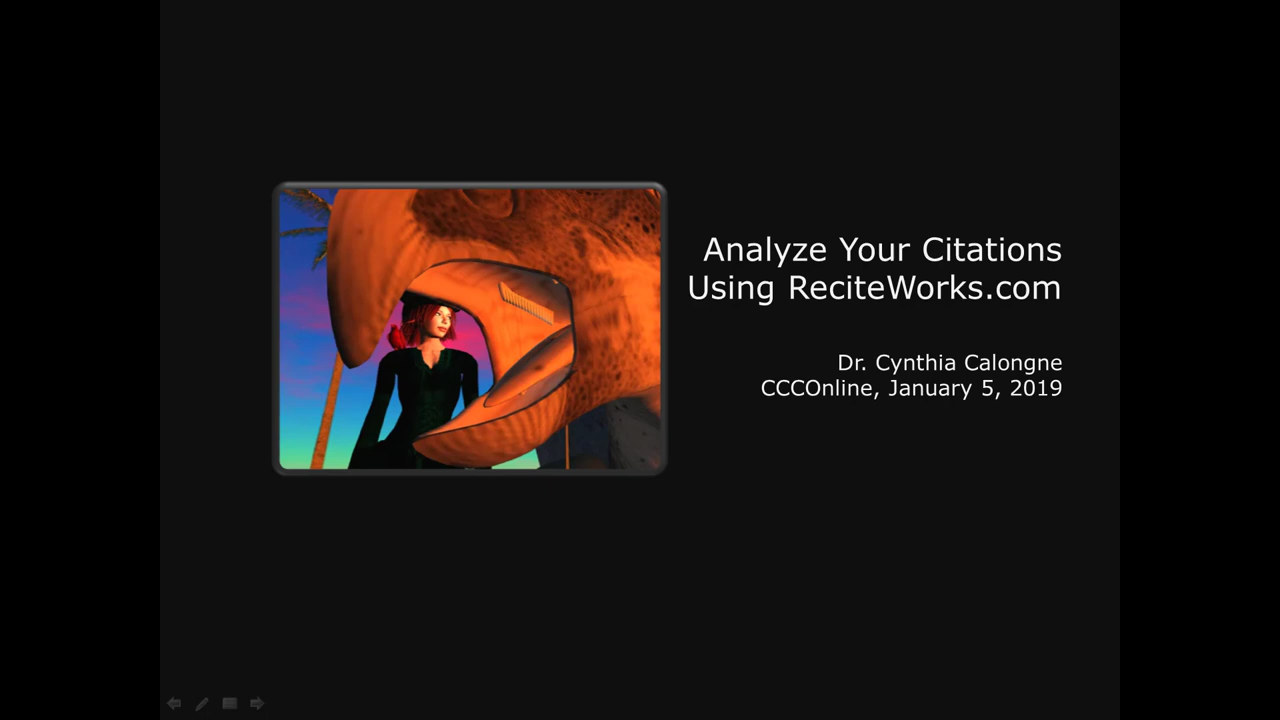 Analyze Your Citations
Using ReciteWorks.com
Dr. Cynthia Calongne
CCCOnline, January 5, 2019